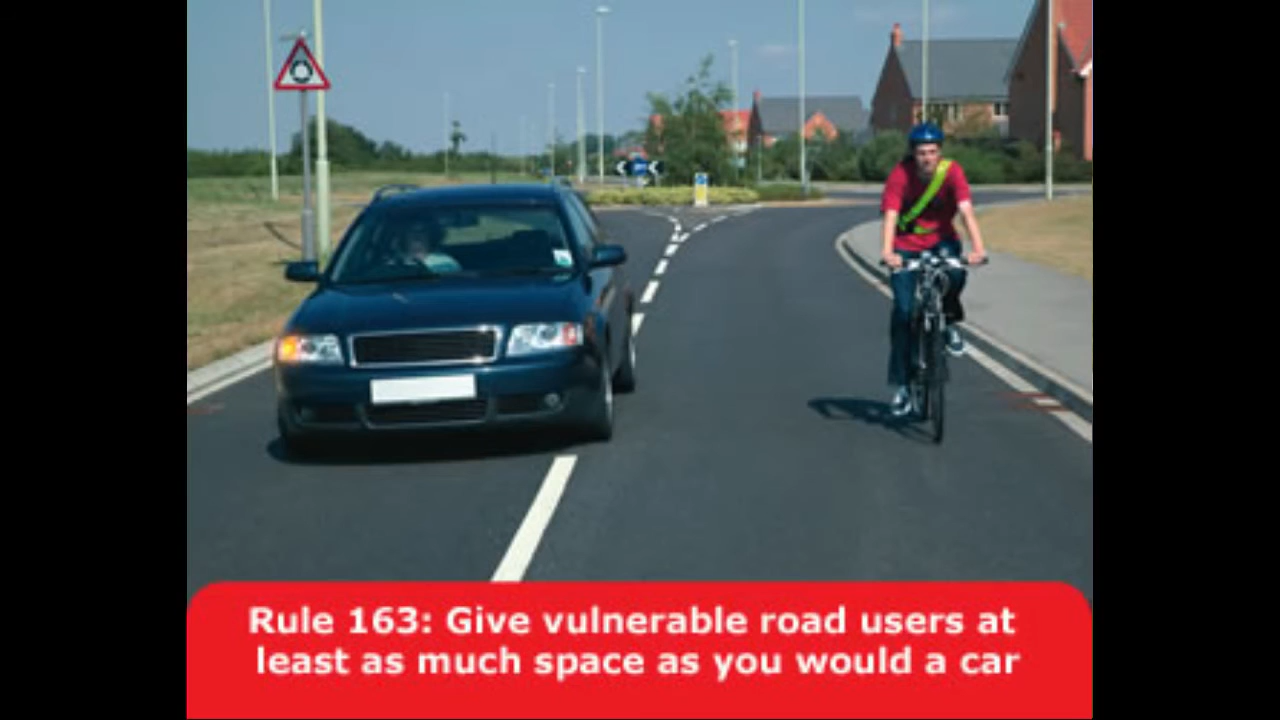 Rule 163: Give vulnerable road users at
least as much space as you would a car